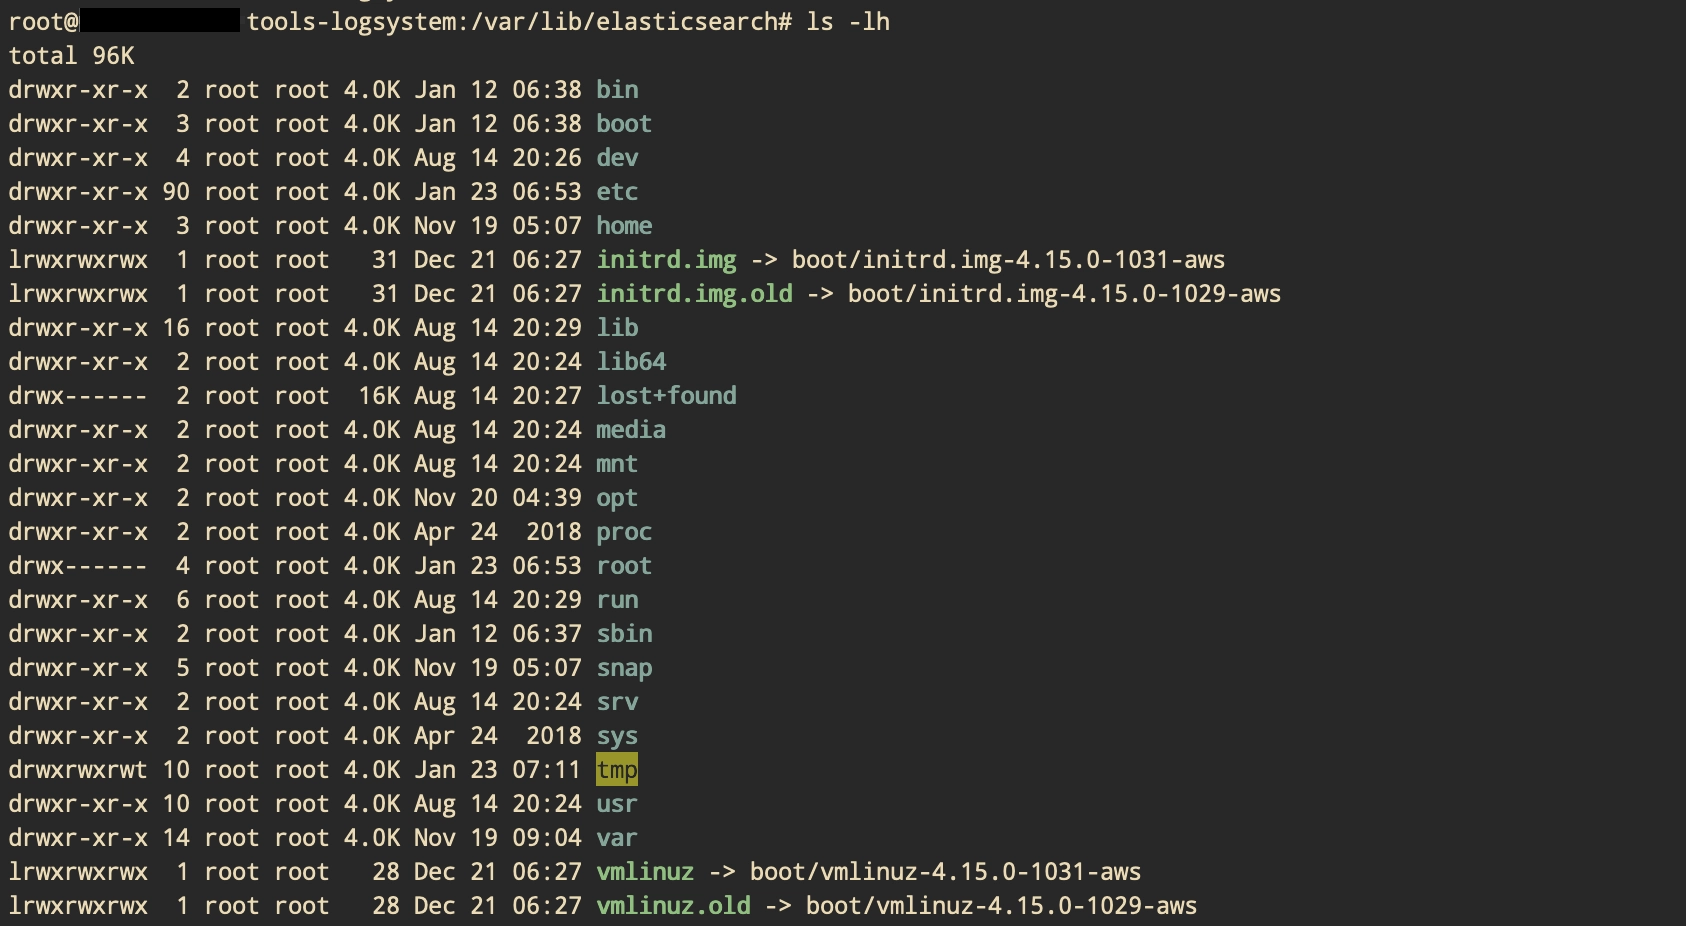 root@ tools-logsystem:/var/lib/elasticsearch# ls -lh
total 96K
drwxr-xr-x  2 root root 4.0K Jan 12 06:38 bin
drwxr-xr-x  3 root root 4.0K Jan 12 06:38 boot
drwxr-xr-x  4 root root 4.0K Aug 14 20:26 dev
drwxr-xr-x 90 root root 4.0K Jan 23 06:53 etc
drwxr-xr-x  3 root root 4.0K Nov 19 05:07 home
lrwxrwxrwx  1 root root   31 Dec 21 06:27 initrd.img -> boot/initrd.img-4.15.0-1031-aws
lrwxrwxrwx  1 root root   31 Dec 21 06:27 initrd.img.old -> boot/initrd.img-4.15.0-1029-aws
drwxr-xr-x 16 root root 4.0K Aug 14 20:29 lib
drwxr-xr-x  2 root root 4.0K Aug 14 20:24 lib64
drwx------  2 root root  16K Aug 14 20:27 lost+found
drwxr-xr-x  2 root root 4.0K Aug 14 20:24 media
drwxr-xr-x  2 root root 4.0K Aug 14 20:24 mnt
drwxr-xr-x  2 root root 4.0K Nov 20 04:39 opt
drwxr-xr-x  2 root root 4.0K Apr 24  2018 proc
drwx------  4 root root 4.0K Jan 23 06:53 root
drwxr-xr-x  6 root root 4.0K Aug 14 20:29 run
drwxr-xr-x  2 root root 4.0K Jan 12 06:37 sbin
drwxr-xr-x  5 root root 4.0K Nov 19 05:07 snap
drwxr-xr-x  2 root root 4.0K Aug 14 20:24 srv
drwxr-xr-x  2 root root 4.0K Apr 24  2018 sys
drwxrwxrwt 10 root root 4.0K Jan 23 07:11 tmp
drwxr-xr-x 10 root root 4.0K Aug 14 20:24 usr
drwxr-xr-x 14 root root 4.0K Nov 19 09:04 var
lrwxrwxrwx  1 root root   28 Dec 21 06:27 vmlinuz -> boot/vmlinuz-4.15.0-1031-aws
lrwxrwxrwx  1 root root   28 Dec 21 06:27 vmlinuz.old -> boot/vmlinuz-4.15.0-1029-aws